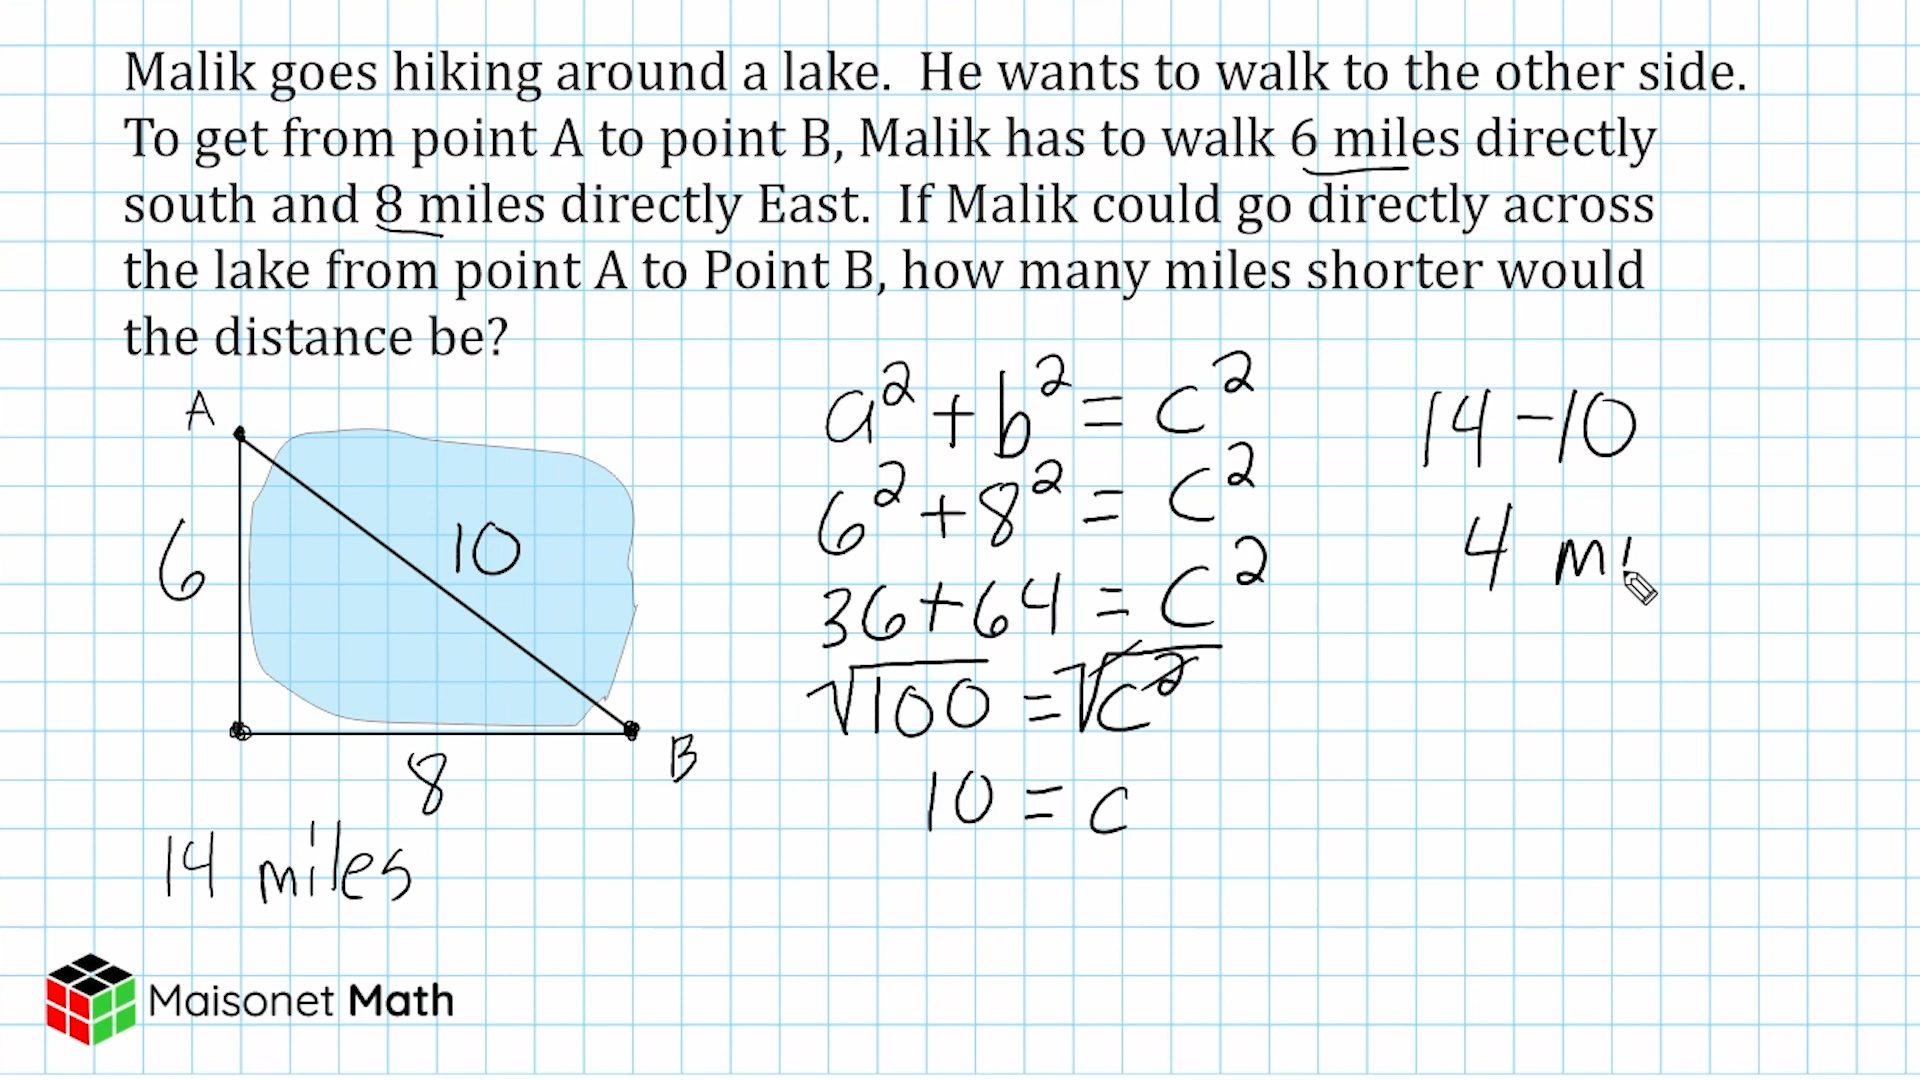 Malik goes hiking around a lake. He wants to walk to the other side.
To get from point A to point B, Malik has to walk 6 miles directly
south and 8 miles directly East. If Malik could go directly across
the lake from point A to Point B, how many miles shorter would
the distance be?
A
6
10
8
B
14 miles
a² + b² = c²
6² + 8² = c²
36 + 64 = c²
√100 = √c²
10 = c
14 - 10
4 mi
Maisonet Math